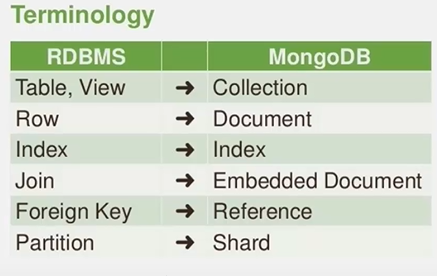 Terminology
RDBMS MongoDB
Table, View ➜ Collection
Row ➜ Document
Index ➜ Index
Join ➜ Embedded Document
Foreign Key ➜ Reference
Partition ➜ Shard